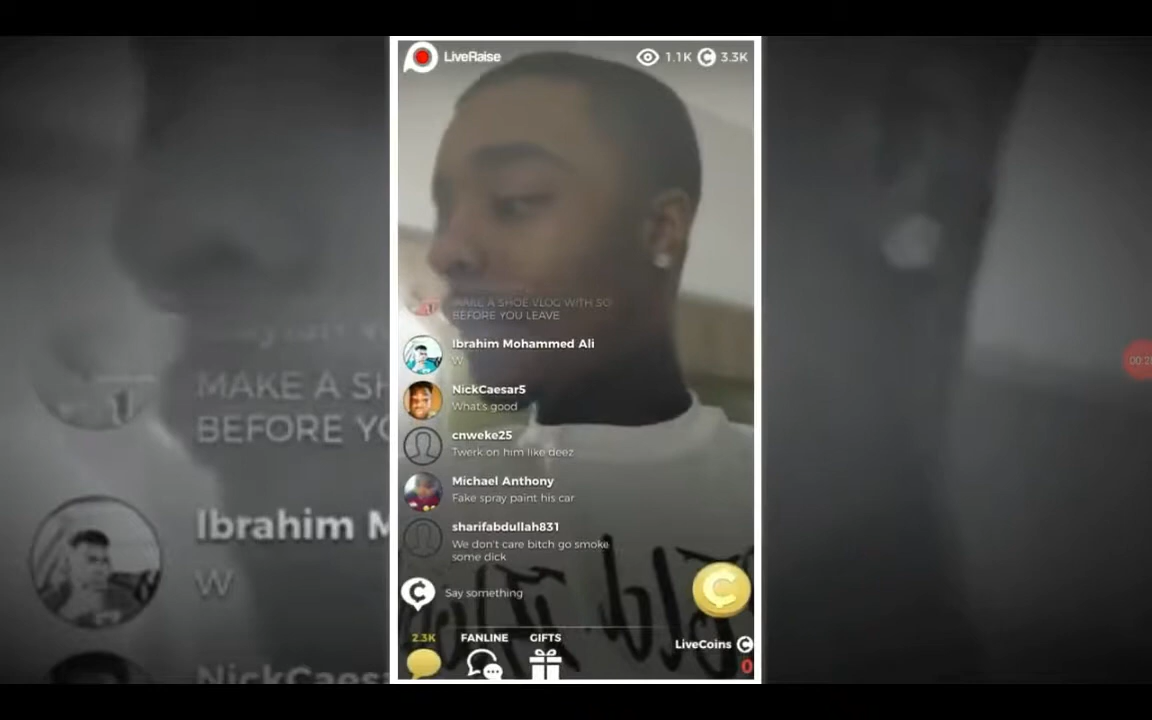 LiveRaise
1.1K
3.3K
MAKE A SHOE VLOG WITH SO
BEFORE YOU LEAVE
Ibrahim Mohammed Ali
W
NickCaesar5
What's good
cnweke25
Twerk on him like deez
Michael Anthony
Fake spray paint his car
sharifabdullah831
We don't care bitch go smoke
some dick
Say something
2.3K
FANLINE
GIFTS
LiveCoins
0
MAKE A SH
BEFORE YO
Ibrahim M
W
NickCaesa